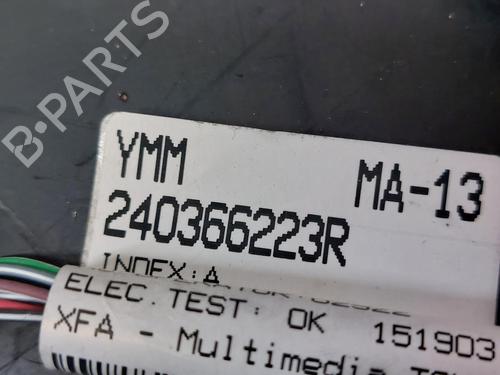 B-PARTS
YMM MA-13
240366223R
INDEX:A
ELEC.TEST: OK 151903
XFA - Multimedia